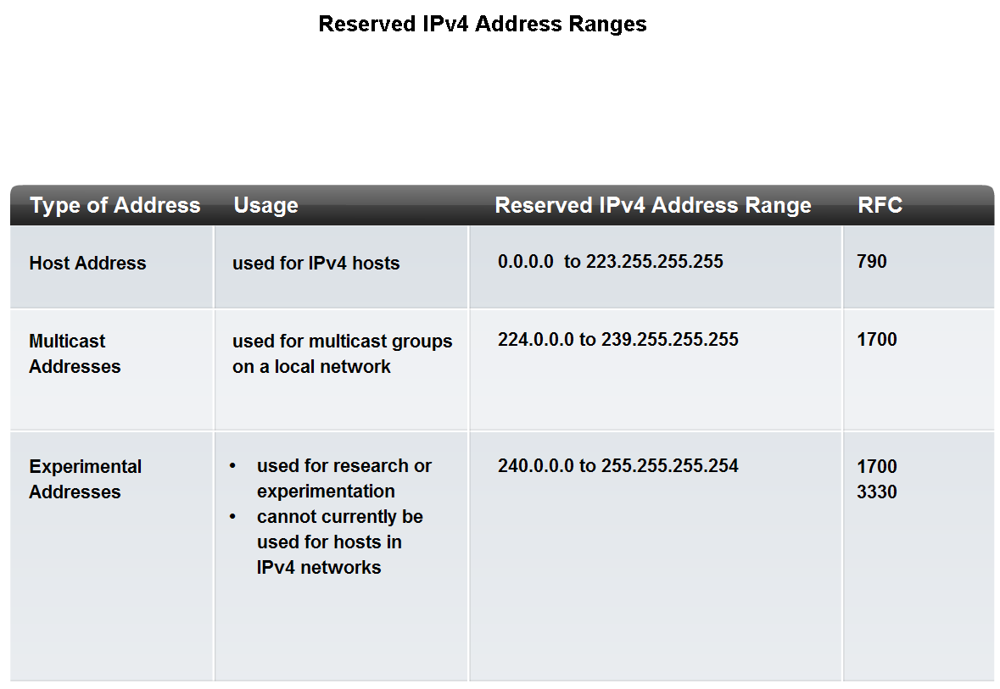 Reserved IPv4 Address Ranges
Type of Address Usage Reserved IPv4 Address Range RFC
Host Address used for IPv4 hosts 0.0.0.0 to 223.255.255.255 790
Multicast used for multicast groups 224.0.0.0 to 239.255.255.255 1700
Addresses on a local network
Experimental • used for research or 240.0.0.0 to 255.255.255.254 1700
Addresses experimentation 3330
• cannot currently be
used for hosts in
IPv4 networks